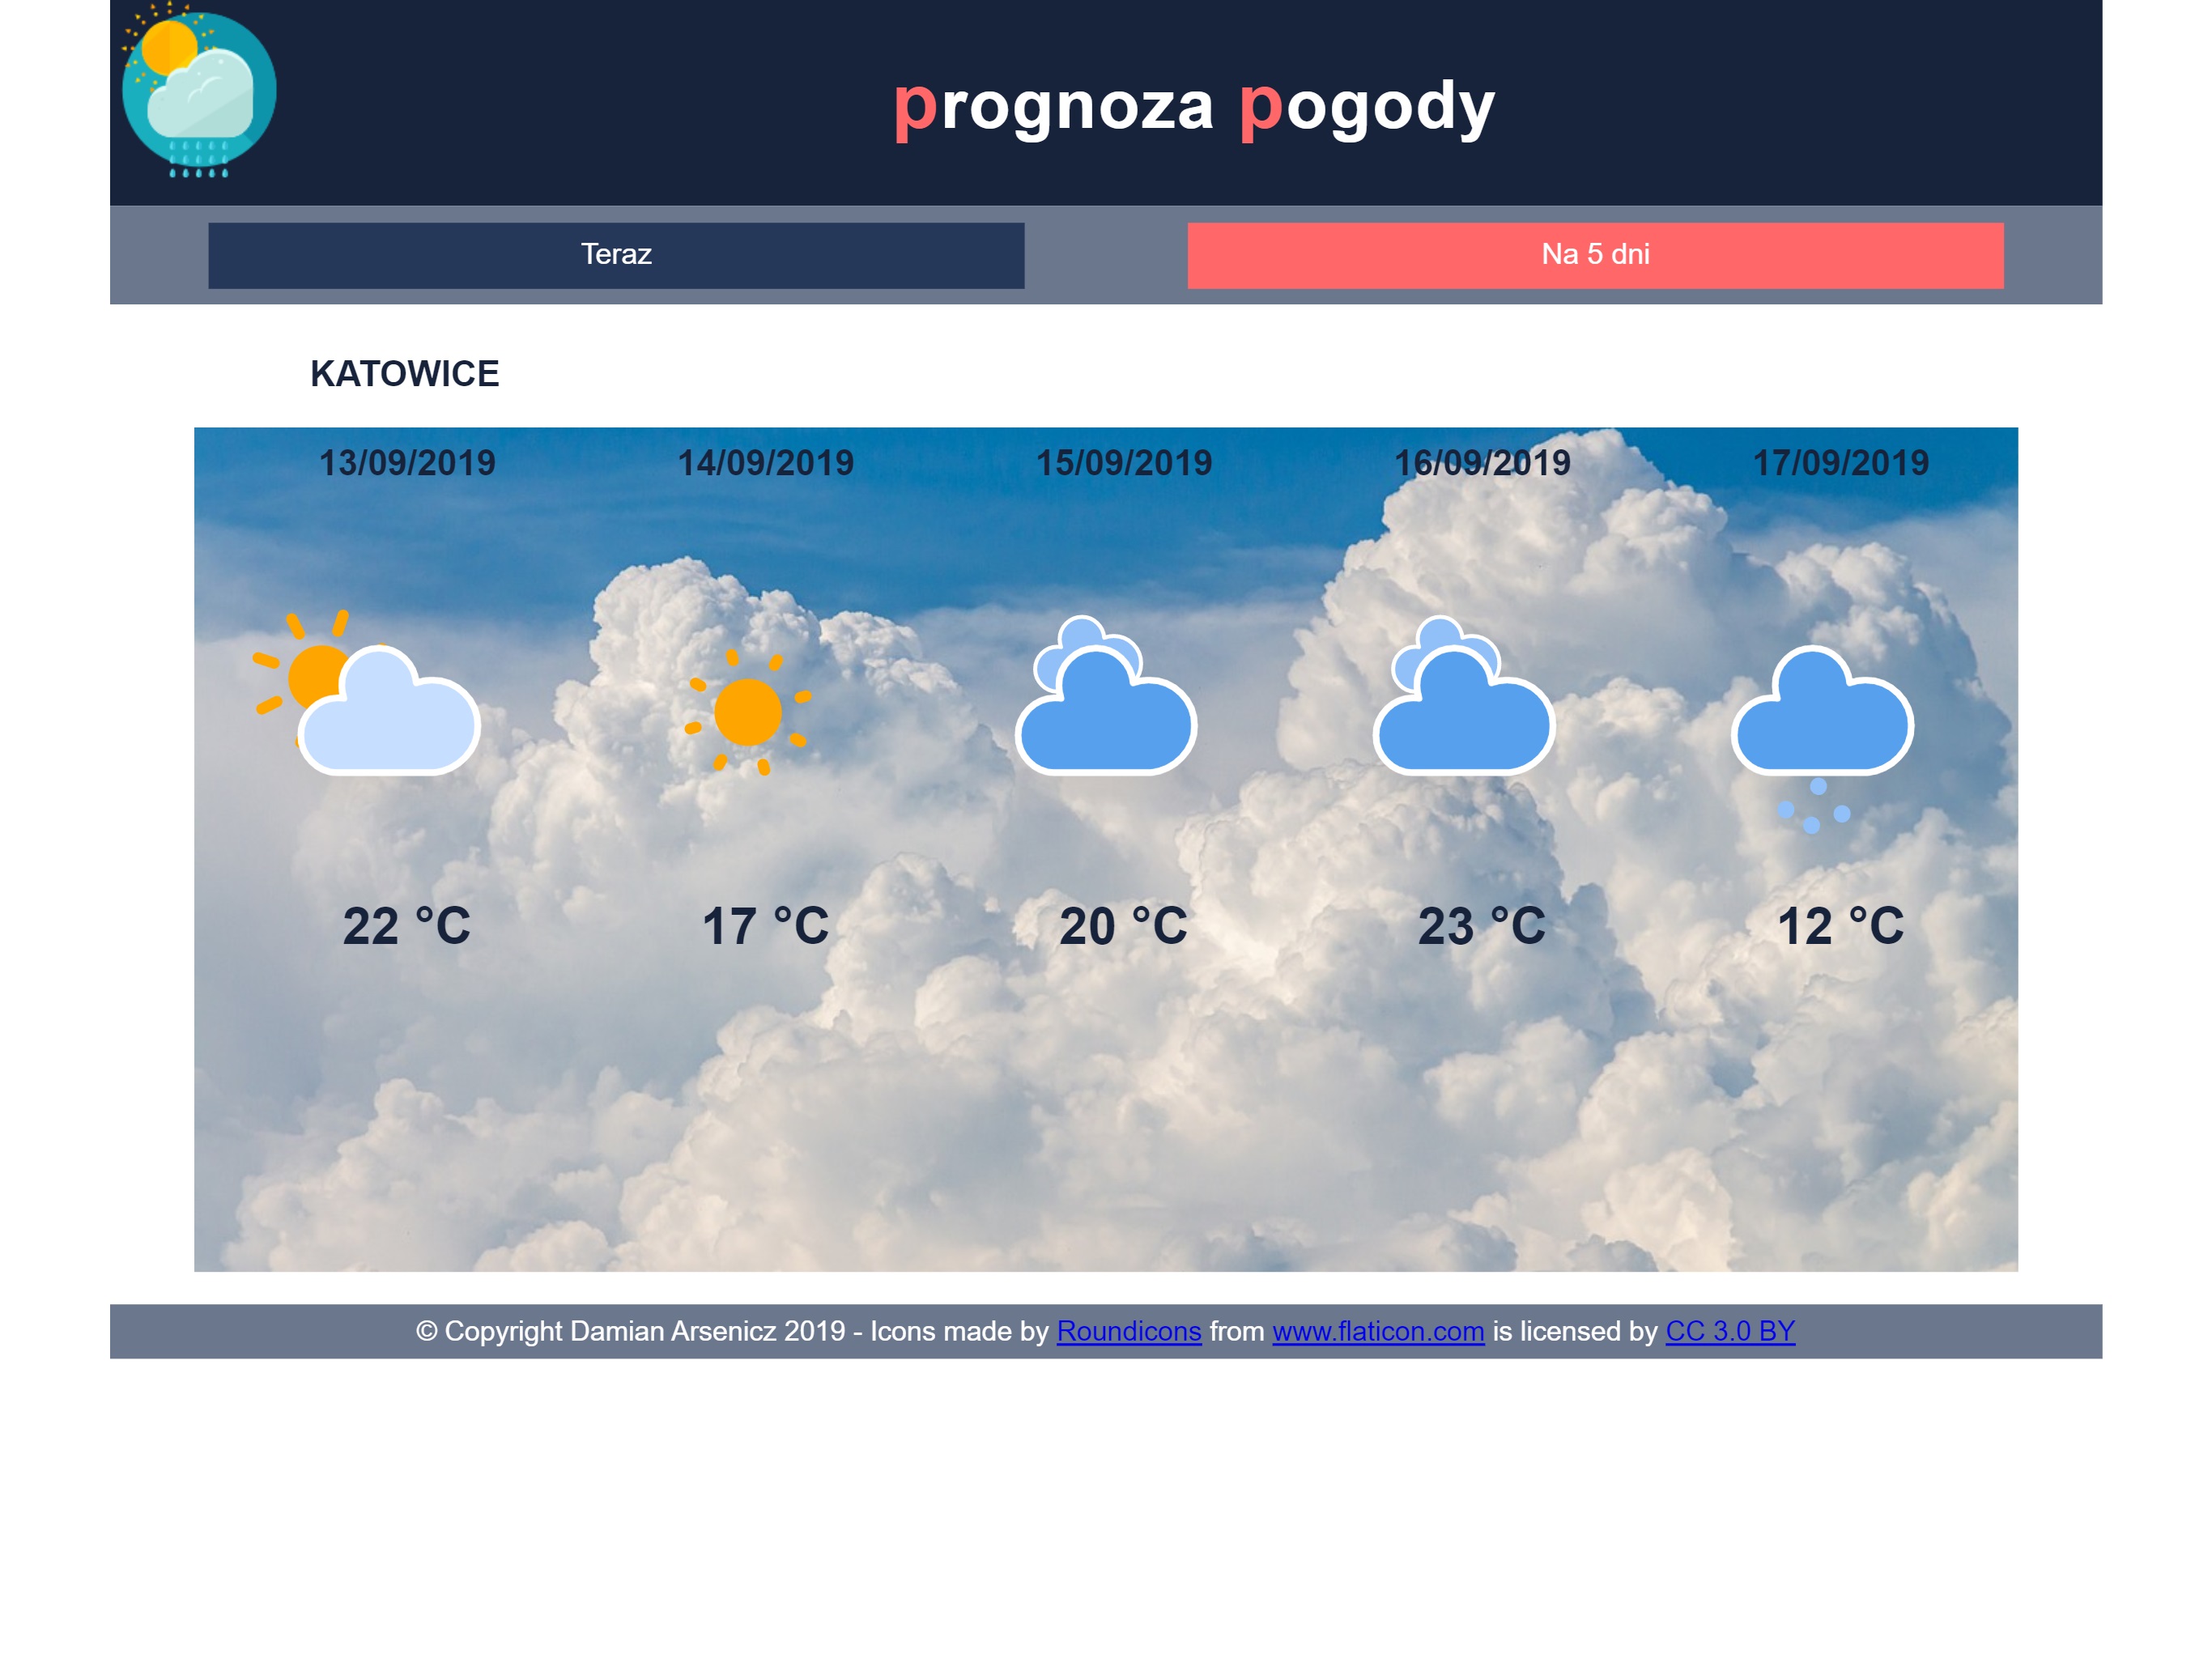 prognoza pogody
Teraz Na 5 dni
KATOWICE
13/09/2019 14/09/2019 15/09/2019 16/09/2019 17/09/2019
22 °C 17 °C 20 °C 23 °C 12 °C
© Copyright Damian Arsenicz 2019 - Icons made by Roundicons from www.flaticon.com is licensed by CC 3.0 BY